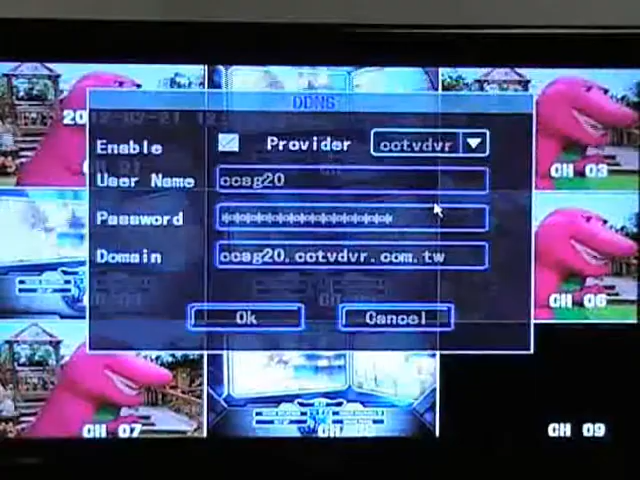 DDNS
Enable Provider cctvdvr
User Name ccsg20
Password ******************
Domain ccsg20.cctvdvr.com.tw
Ok Cancel
CH 03
CH 06
CH 07
CH 09